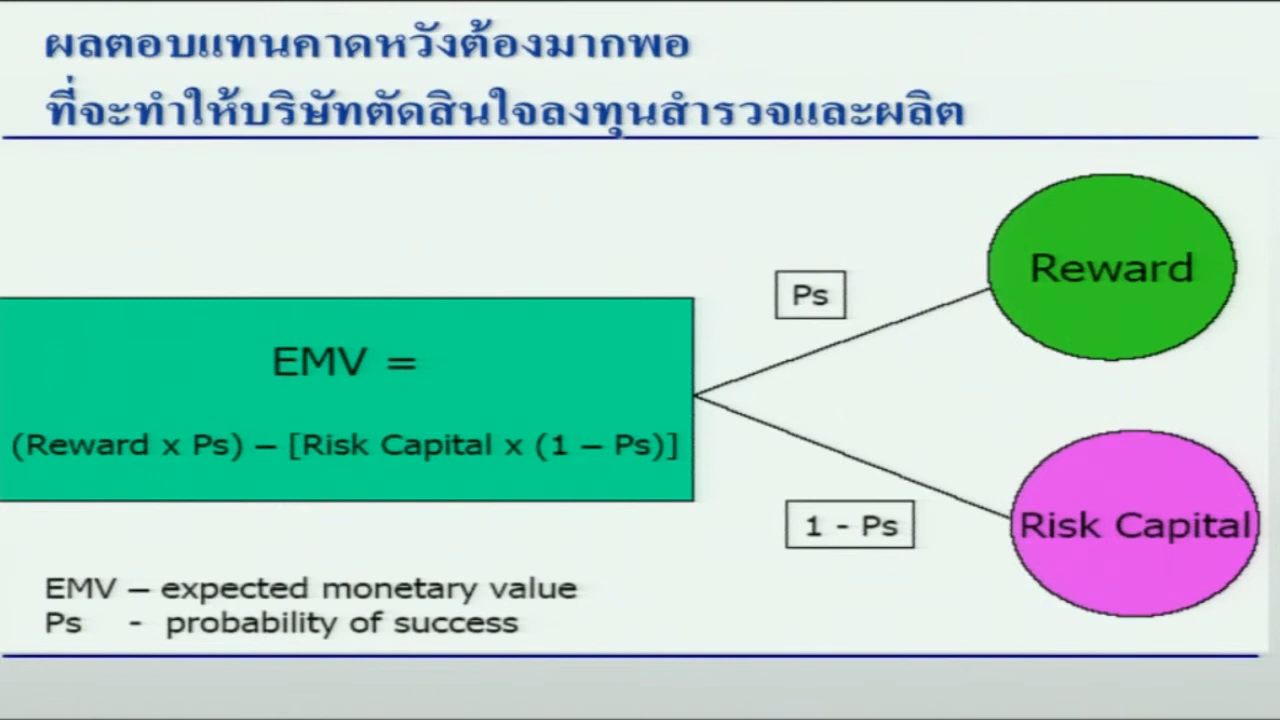 ผลตอบแทนคาดหวังต้องมากพอ
ที่จะทำให้บริษัทตัดสินใจลงทุนสำรวจและผลิต
Reward
Ps
EMV =
(Reward x Ps) – [Risk Capital x (1 – Ps)]
1 - Ps
Risk Capital
EMV – expected monetary value
Ps - probability of success